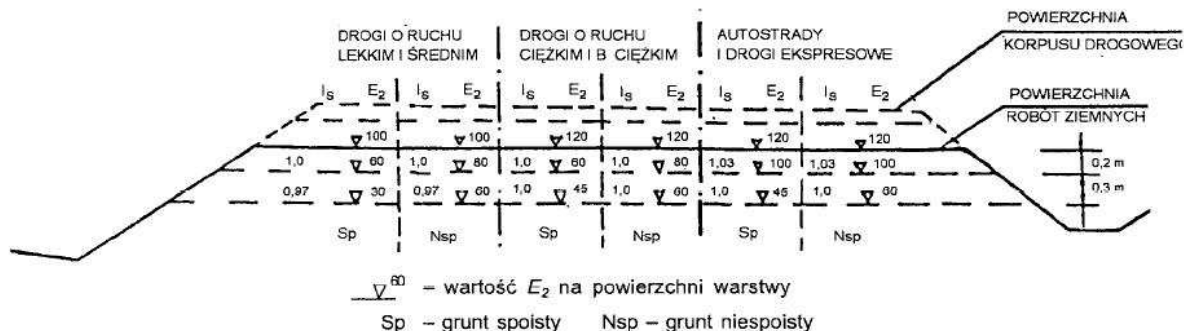 DROGI O RUCHU
LEKKIM I ŚREDNIM
DROGI O RUCHU
CIĘŻKIM I B CIĘŻKIM
AUTOSTRADY
I DROGI EKSPRESOWE
POWIERZCHNIA
KORPUSU DROGOWEGO
Is E2 Is E2 Is E2 Is E2 Is E2 Is E2
POWIERZCHNIA
ROBÓT ZIEMNYCH
100 100 120 120 120 120
1,0 60 1,0 80 1,0 60 1,0 80 1,03 100 1,03 100 0,2 m
0,97 30 0,97 60 1,0 45 1,0 60 1,0 45 1,0 60 0,3 m
Sp Nsp Sp Nsp Sp Nsp
60 – wartość E2 na powierzchni warstwy
Sp – grunt spoisty Nsp – grunt niespoisty